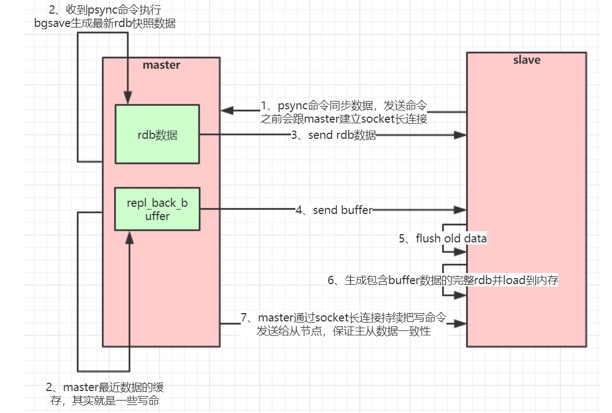 2、收到psync命令执行
bgsave生成最新rdb快照数据
master
slave
1、psync命令同步数据，发送命令
之前会跟master建立socket长连接
rdb数据
3、send rdb数据
repl_back_b
uffer
4、send buffer
5、flush old data
6、生成包含buffer数据的完整rdb并load到内存
7、master通过socket长连接持续把写命令
发送给从节点，保证主从数据一致性
2、master最近数据的缓
存，其实就是一些写命